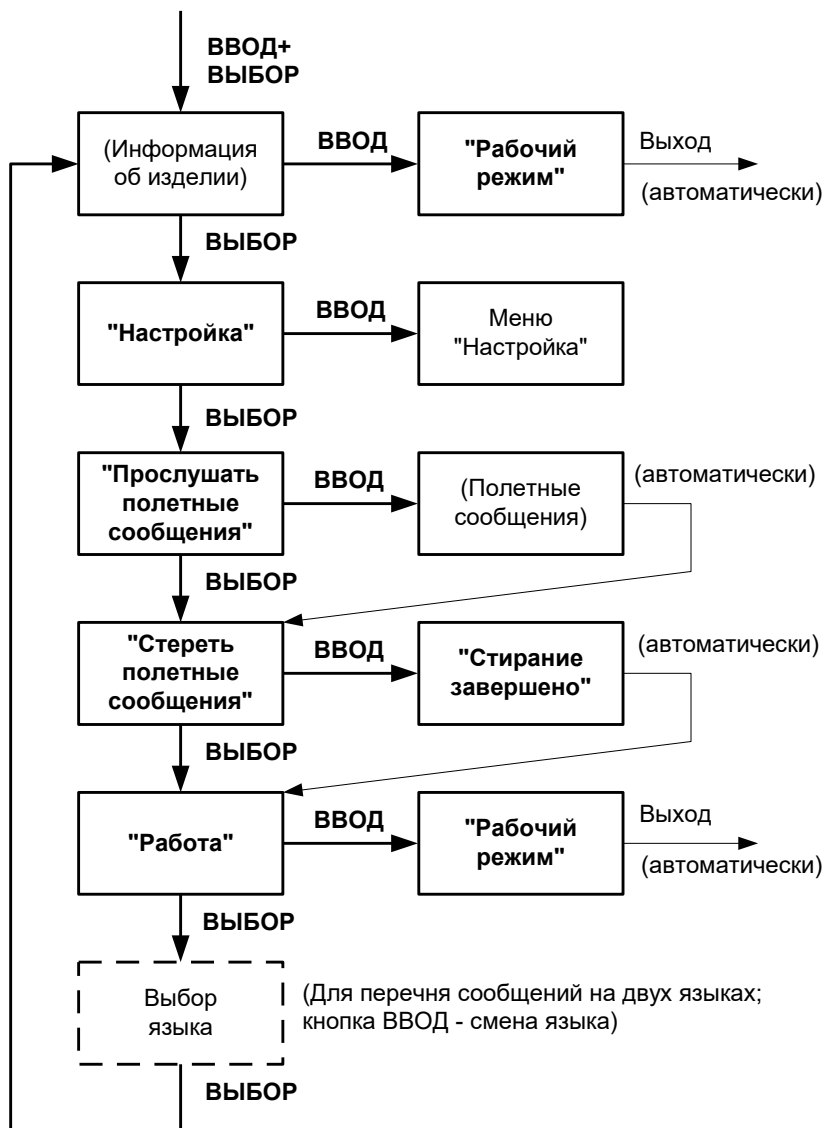 ВВОД+
ВЫБОР
(Информация
об изделии)
ВВОД
"Рабочий
режим"
Выход
(автоматически)
ВЫБОР
"Настройка"
ВВОД
Меню
"Настройка"
ВЫБОР
"Прослушать
полетные
сообщения"
ВВОД
(Полетные
сообщения)
(автоматически)
ВЫБОР
"Стереть
полетные
сообщения"
ВВОД
"Стирание
завершено"
(автоматически)
ВЫБОР
"Работа"
ВВОД
"Рабочий
режим"
Выход
(автоматически)
ВЫБОР
Выбор
языка
(Для перечня сообщений на двух языках;
кнопка ВВОД - смена языка)
ВЫБОР